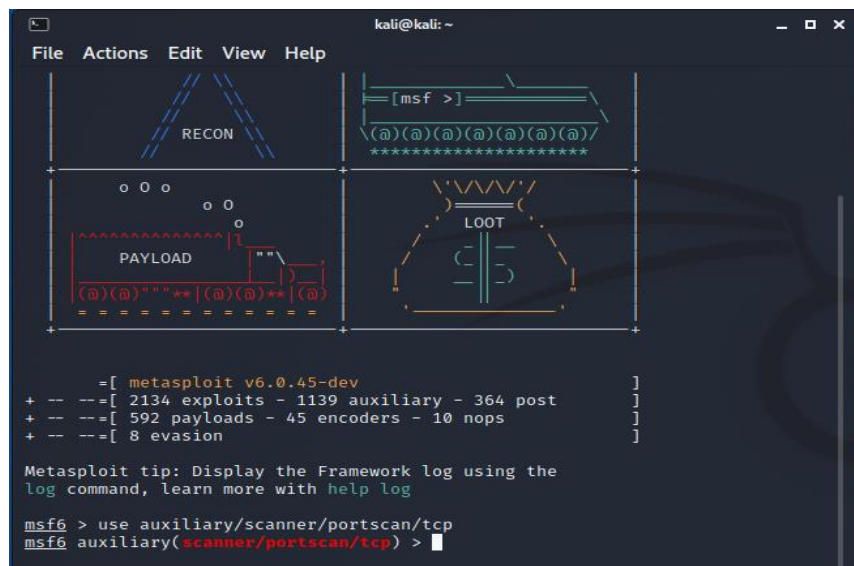 kali@kali: ~
File Actions Edit View Help
RECON
[msf >]
PAYLOAD
LOOT
=[ metasploit v6.0.45-dev ]
+ -- --=[ 2134 exploits - 1139 auxiliary - 364 post ]
+ -- --=[ 592 payloads - 45 encoders - 10 nops ]
+ -- --=[ 8 evasion ]
Metasploit tip: Display the Framework log using the
log command, learn more with help log
msf6 > use auxiliary/scanner/portscan/tcp
msf6 auxiliary(scanner/portscan/tcp) >